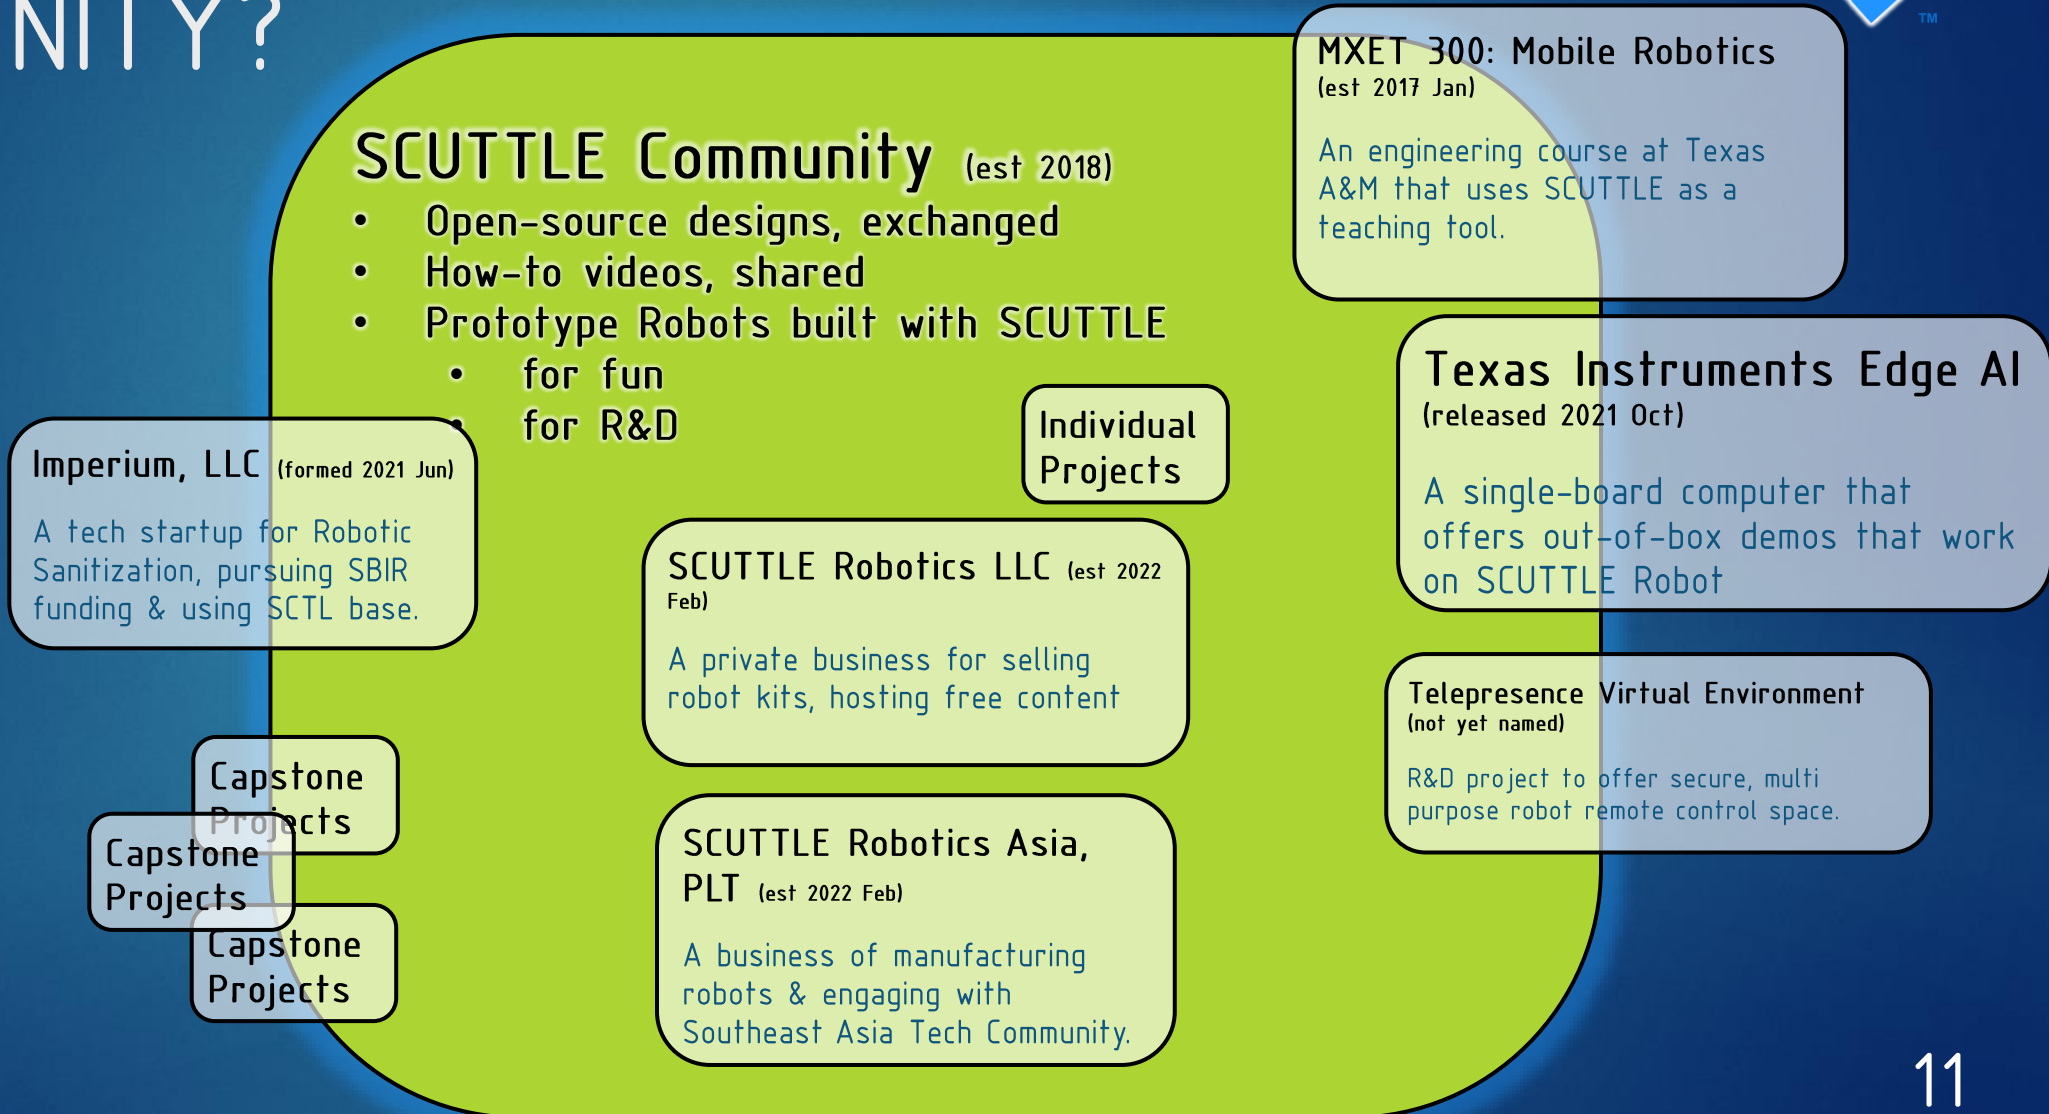 NITY?
TM
SCUTTLE Community (est 2018)
• Open-source designs, exchanged
• How-to videos, shared
• Prototype Robots built with SCUTTLE
• for fun
• for R&D
MXET 300: Mobile Robotics
(est 2017 Jan)
An engineering course at Texas
A&M that uses SCUTTLE as a
teaching tool.
Texas Instruments Edge AI
(released 2021 Oct)
A single-board computer that
offers out-of-box demos that work
on SCUTTLE Robot
Individual
Projects
Imperium, LLC (formed 2021 Jun)
A tech startup for Robotic
Sanitization, pursuing SBIR
funding & using SCTL base.
SCUTTLE Robotics LLC (est 2022
Feb)
A private business for selling
robot kits, hosting free content
Telepresence Virtual Environment
(not yet named)
R&D project to offer secure, multi
purpose robot remote control space.
Capstone
Projects
Capstone
Projects
Capstone
Projects
SCUTTLE Robotics Asia,
PLT (est 2022 Feb)
A business of manufacturing
robots & engaging with
Southeast Asia Tech Community.
11